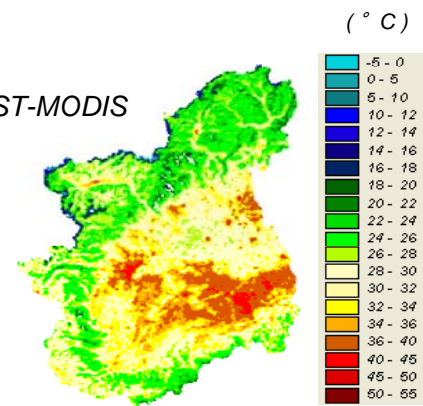 ( ° C )
ST-MODIS
-5 - 0
0 - 5
5 - 10
10 - 12
12 - 14
14 - 16
16 - 18
18 - 20
20 - 22
22 - 24
24 - 26
26 - 28
28 - 30
30 - 32
32 - 34
34 - 36
36 - 40
40 - 45
45 - 50
50 - 55